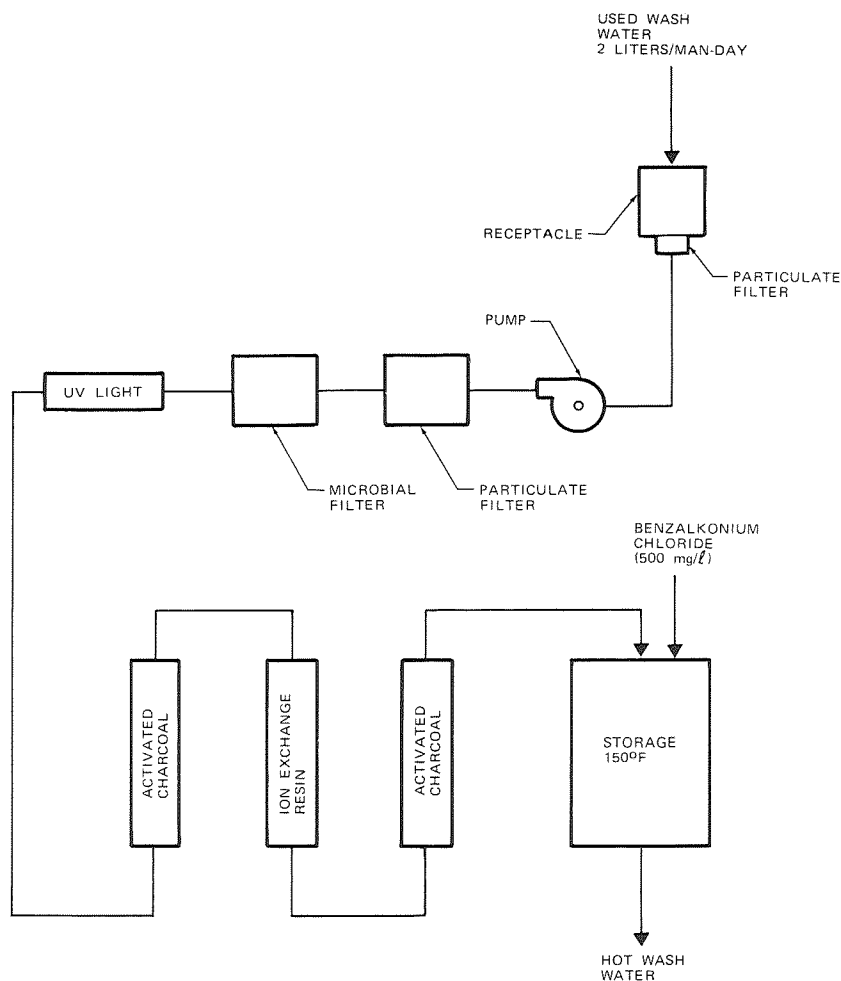 USED WASH
WATER
2 LITERS/MAN-DAY
RECEPTACLE
PARTICULATE
FILTER
PUMP
UV LIGHT
MICROBIAL
FILTER
PARTICULATE
FILTER
BENZALKONIUM
CHLORIDE
(500 mg/ℓ)
ACTIVATED
CHARCOAL
ION EXCHANGE
RESIN
ACTIVATED
CHARCOAL
STORAGE
150ºF
HOT WASH
WATER